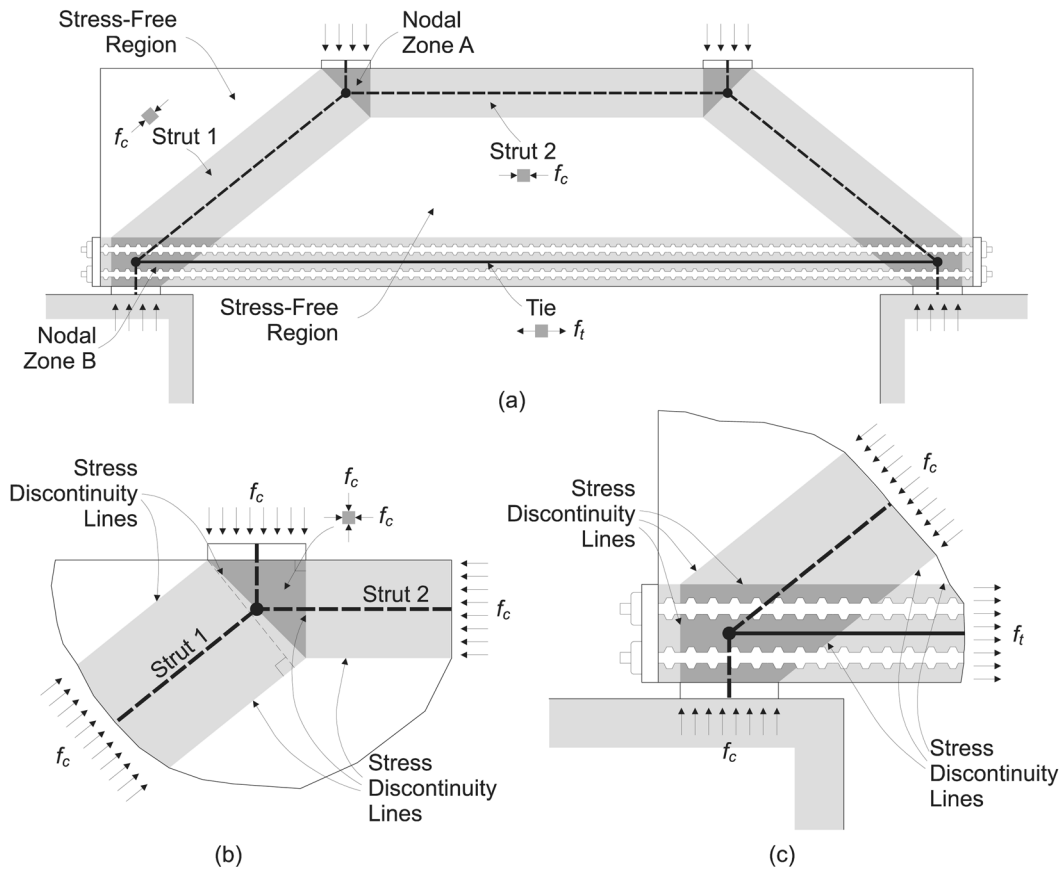 Stress-Free
Region
Nodal
Zone A
f_c
Strut 1
Strut 2
f_c
Stress-Free
Region
Tie
f_t
Nodal
Zone B
(a)
Stress
Discontinuity
Lines
f_c
f_c
f_c
Strut 2
f_c
Strut 1
f_c
Stress
Discontinuity
Lines
(b)
f_c
Stress
Discontinuity
Lines
f_t
f_c
Stress
Discontinuity
Lines
(c)